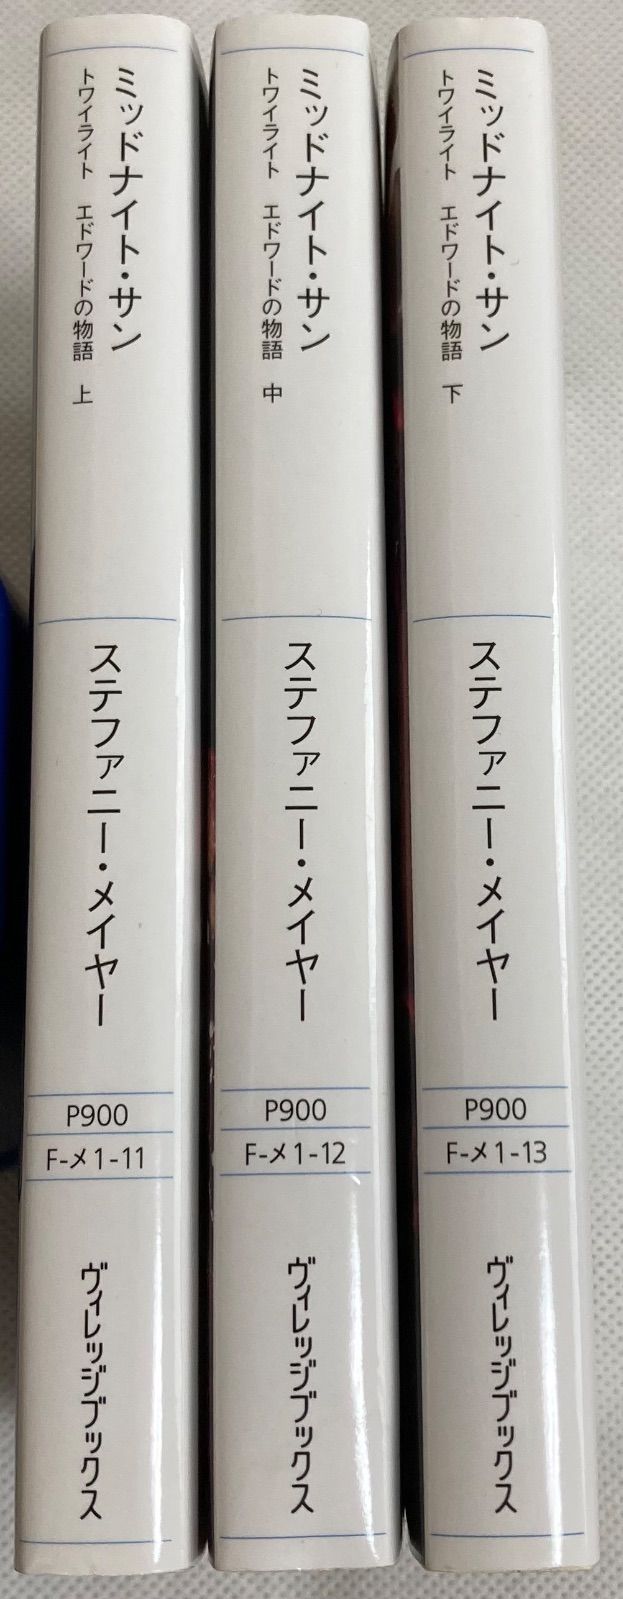 ミッドナイト・サン
トワイライト エドワードの物語 上
ステファニー・メイヤー
P900
F-メ1-11
ヴィレッジブックス
ミッドナイト・サン
トワイライト エドワードの物語 中
ステファニー・メイヤー
P900
F-メ1-12
ヴィレッジブックス
ミッドナイト・サン
トワイライト エドワードの物語 下
ステファニー・メイヤー
P900
F-メ1-13
ヴィレッジブックス